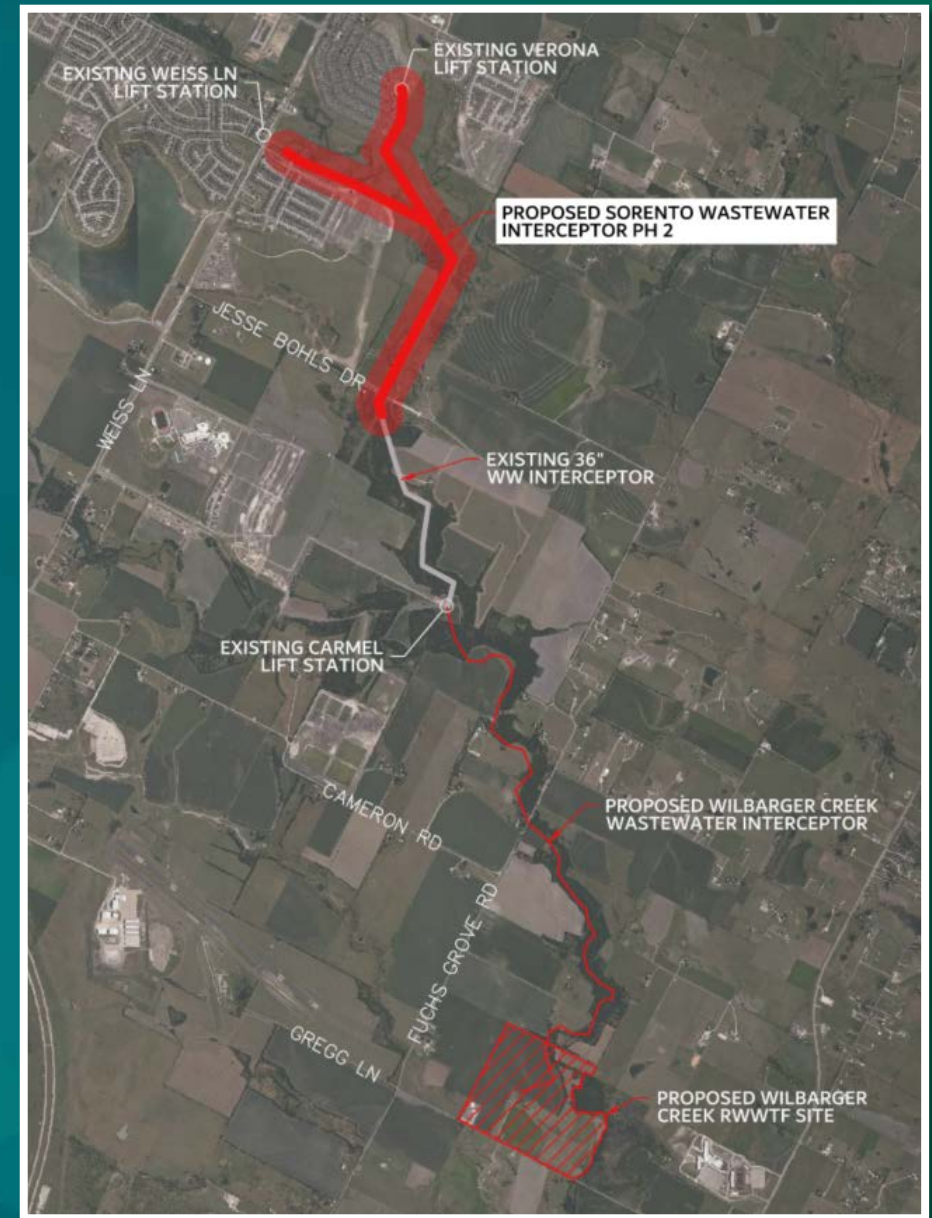 EXISTING VERONA
LIFT STATION
EXISTING WEISS LN
LIFT STATION
PROPOSED SORENTO WASTEWATER
INTERCEPTOR PH 2
JESSE BOHLS DR
WEISS LN
EXISTING 36"
WW INTERCEPTOR
EXISTING CARMEL
LIFT STATION
CAMERON RD
PROPOSED WILBARGER CREEK
WASTEWATER INTERCEPTOR
FUCHS GROVE RD
GREGG LN
PROPOSED WILBARGER
CREEK RWWTF SITE